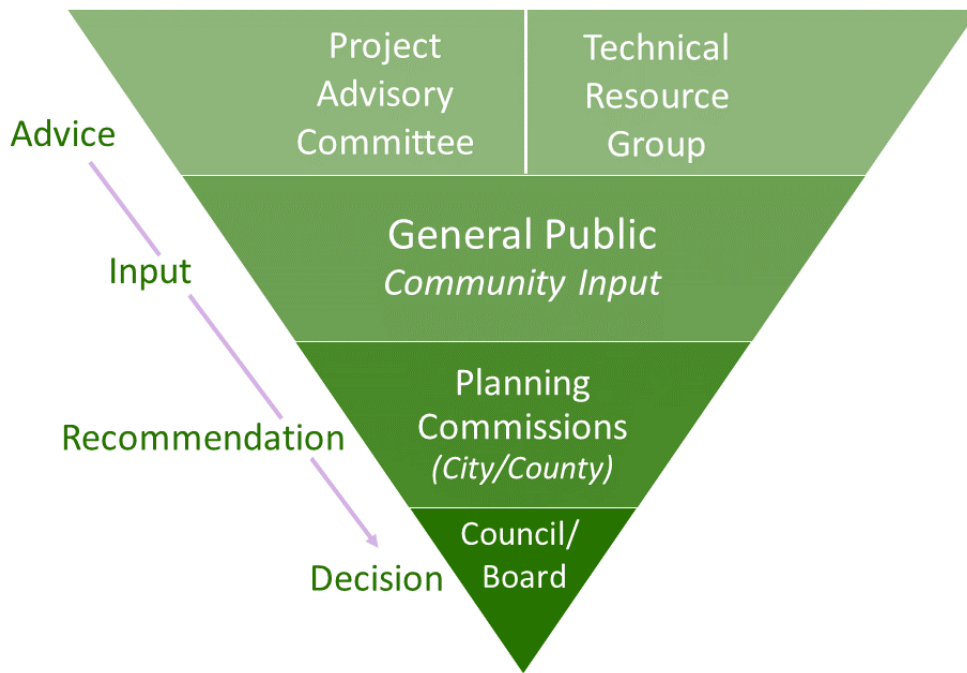 Project
Advisory
Committee
Technical
Resource
Group
Advice
General Public
Community Input
Input
Planning
Commissions
(City/County)
Recommendation
Council/
Board
Decision